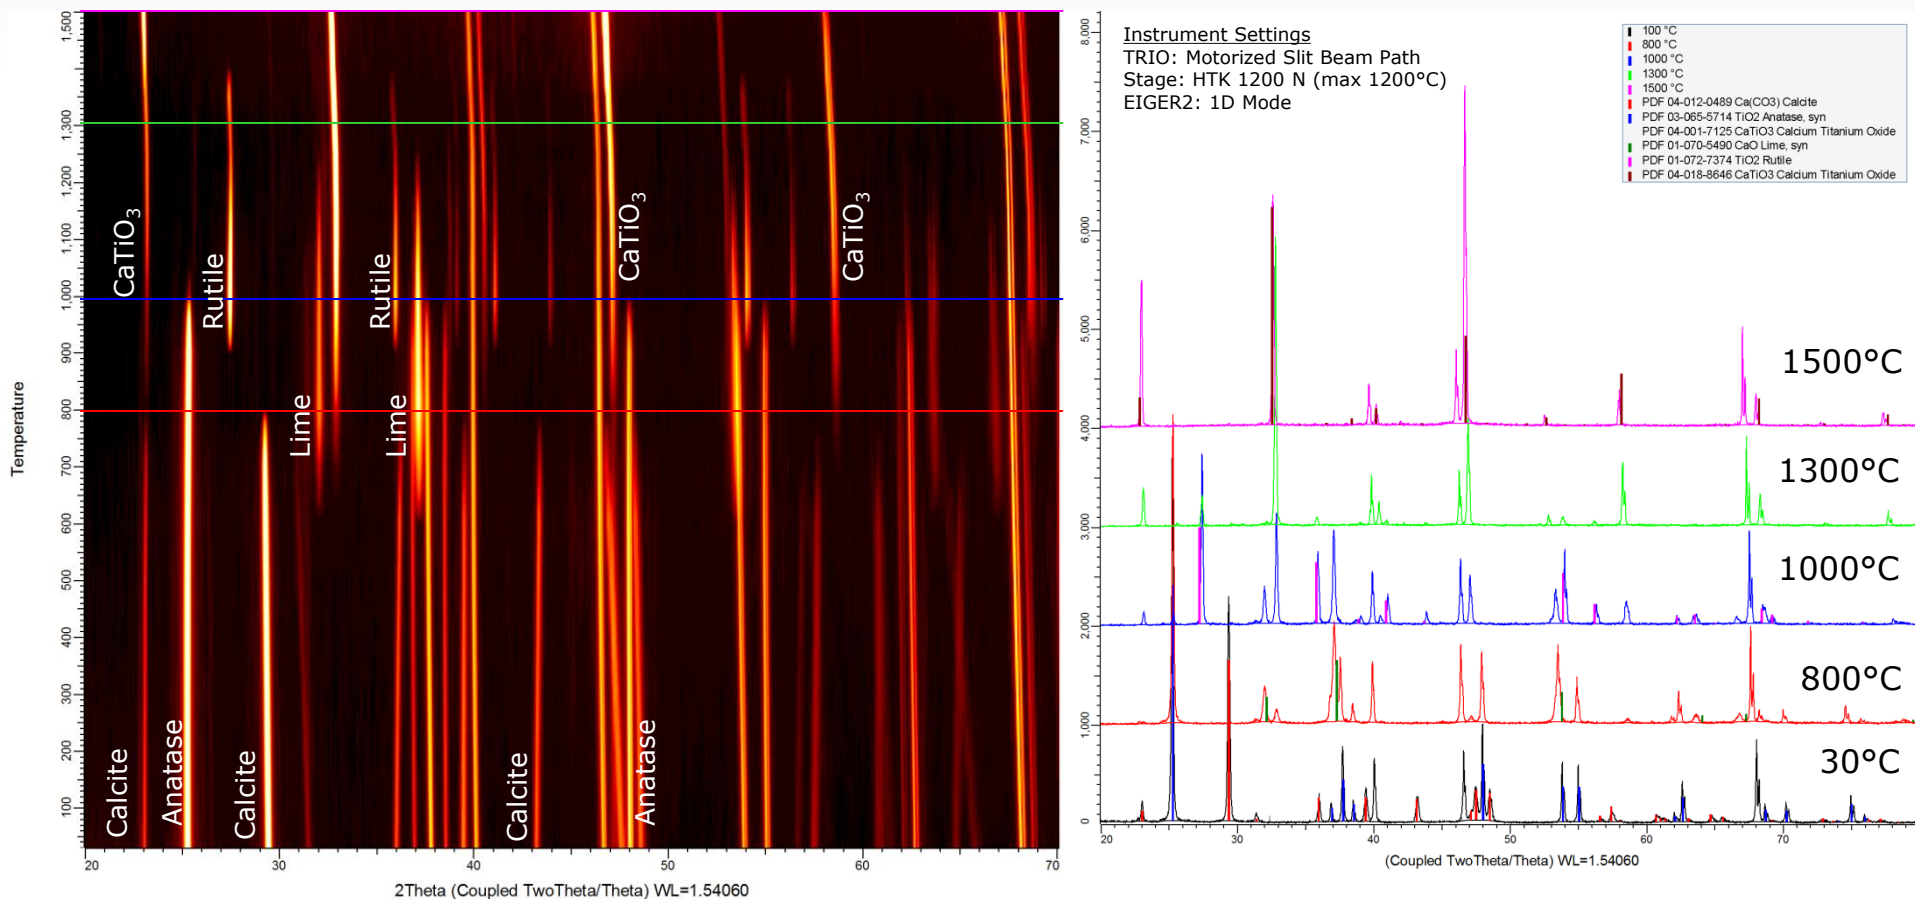 1,500
1,300
1,200
1,100
1,000
900
800
700
600
500
400
300
200
100
Temperature
CaTiO3
Rutile
Lime
Rutile
Lime
CaTiO3
CaTiO3
Calcite
Anatase
Calcite
Calcite
Anatase
20
30
40
50
60
70
2Theta (Coupled TwoTheta/Theta) WL=1.54060
Instrument Settings
TRIO: Motorized Slit Beam Path
Stage: HTK 1200 N (max 1200°C)
EIGER2: 1D Mode
100 °C
800 °C
1000 °C
1300 °C
1500 °C
PDF 04-012-0489 Ca(CO3) Calcite
PDF 03-065-5714 TiO2 Anatase, syn
PDF 04-001-7125 CaTiO3 Calcium Titanium Oxide
PDF 01-070-5490 CaO Lime, syn
PDF 01-072-7374 TiO2 Rutile
PDF 04-018-8646 CaTiO3 Calcium Titanium Oxide
8,000
7,000
6,000
5,000
4,000
3,000
2,000
1,000
0
1500°C
1300°C
1000°C
800°C
30°C
20
30
40
50
60
70
(Coupled TwoTheta/Theta) WL=1.54060